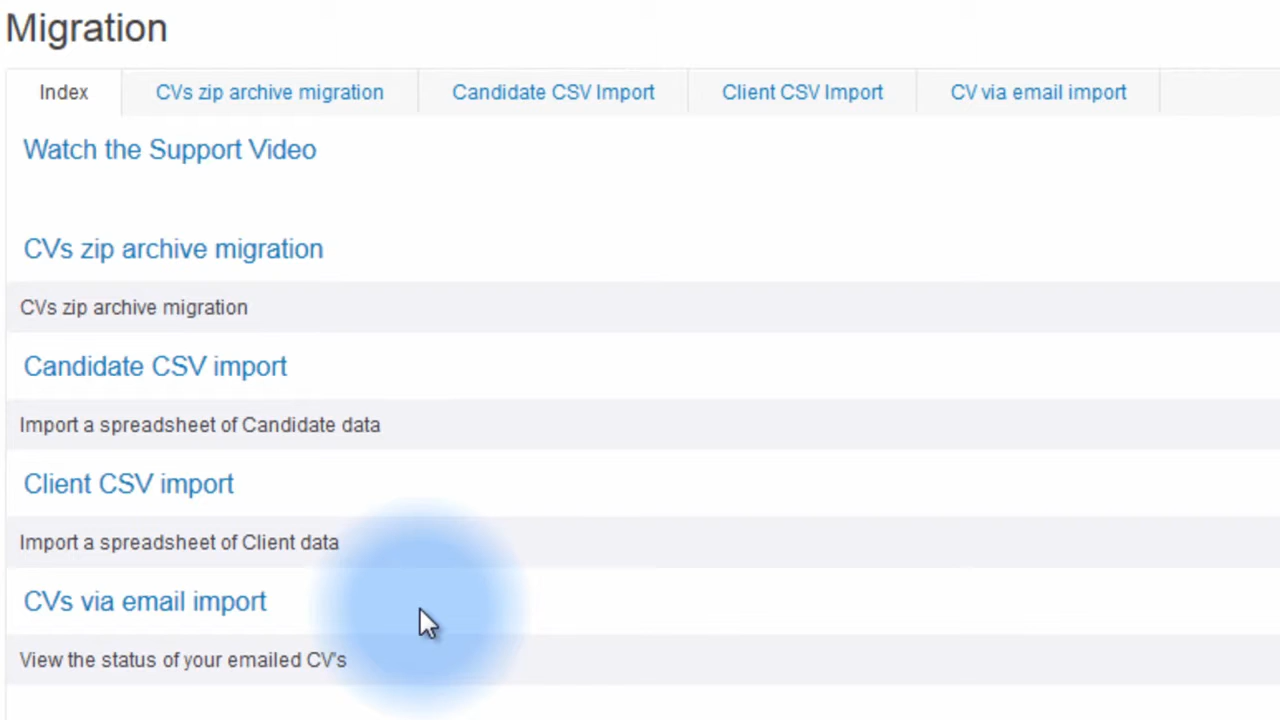 Migration
Index
CVs zip archive migration
Candidate CSV Import
Client CSV Import
CV via email import
Watch the Support Video
CVs zip archive migration
CVs zip archive migration
Candidate CSV import
Import a spreadsheet of Candidate data
Client CSV import
Import a spreadsheet of Client data
CVs via email import
View the status of your emailed CV's